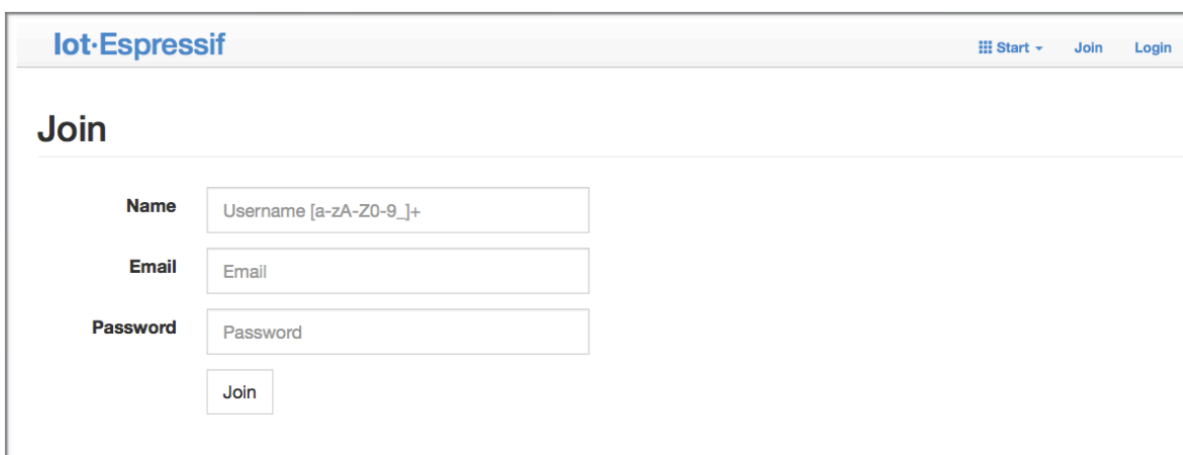 Iot·Espressif
Start Join Login
Join
Name Username [a-zA-Z0-9_]+
Email Email
Password Password
Join